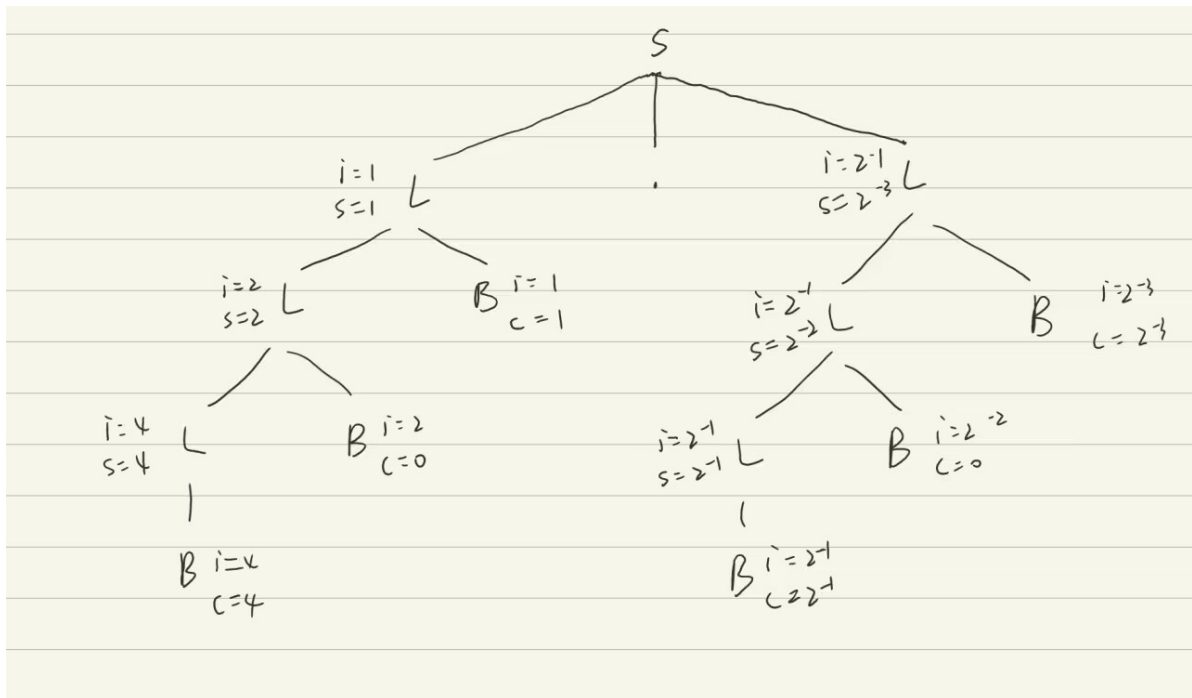 S
i=1 L i=2⁻¹ L
s=1 . s=2⁻³
i=2 L B i=1 i=2⁻¹ L B i=2⁻³
s=2 c=1 s=2⁻² c=2⁻³
i=4 L B i=2 i=2⁻¹ L B i=2⁻²
s=4 c=0 s=2⁻¹ c=0
B i=4 B i=2⁻¹
c=4 c=2⁻¹